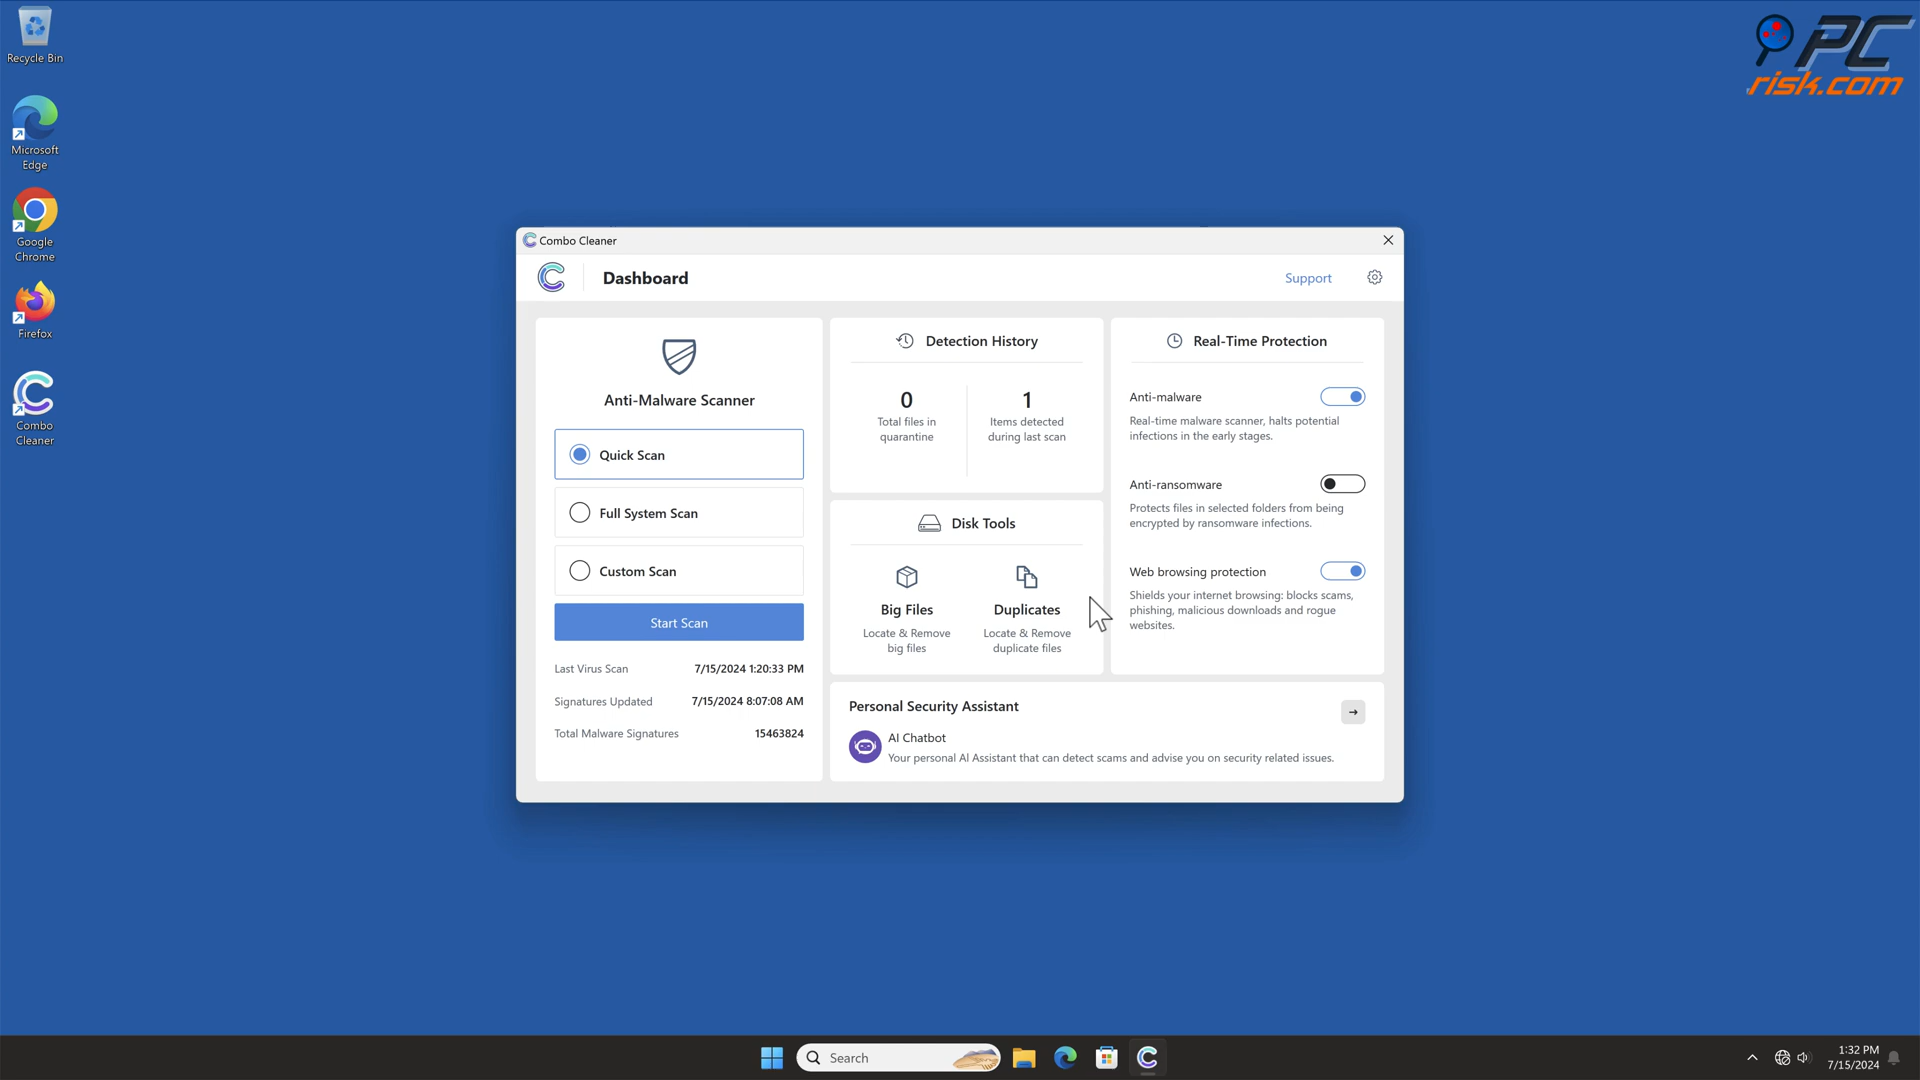 Recycle Bin
Microsoft
Edge
Google
Chrome
Firefox
Combo
Cleaner
PC
risk.com
Combo Cleaner
Dashboard
Support
Anti-Malware Scanner
Quick Scan
Full System Scan
Custom Scan
Start Scan
Last Virus Scan 7/15/2024 1:20:33 PM
Signatures Updated 7/15/2024 8:07:08 AM
Total Malware Signatures 15463824
Detection History
0
Total files in
quarantine
1
Items detected
during last scan
Disk Tools
Big Files
Locate & Remove
big files
Duplicates
Locate & Remove
duplicate files
Real-Time Protection
Anti-malware
Real-time malware scanner, halts potential
infections in the early stages.
Anti-ransomware
Protects files in selected folders from being
encrypted by ransomware infections.
Web browsing protection
Shields your internet browsing: blocks scams,
phishing, malicious downloads and rogue
websites.
Personal Security Assistant
AI Chatbot
Your personal AI Assistant that can detect scams and advise you on security related issues.
Search
1:32 PM
7/15/2024